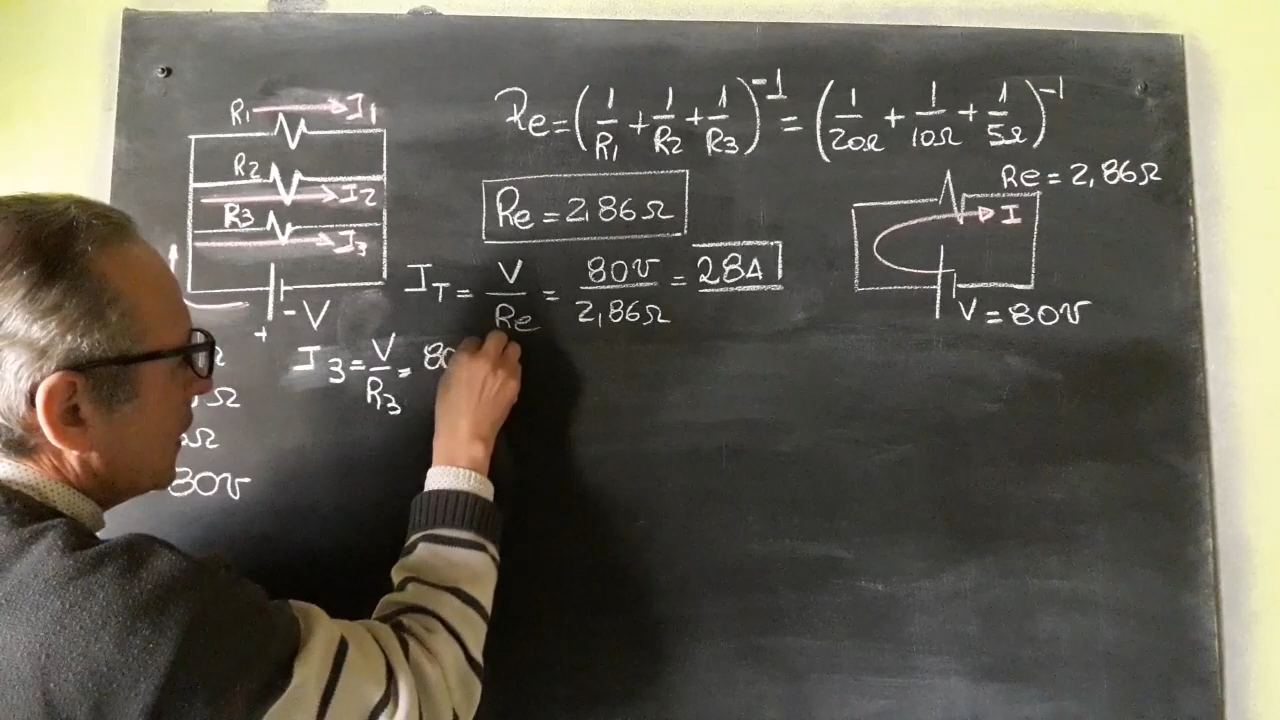 R1 I1
R2 I2
R3 I3
+ - V
Re = (1/R1 + 1/R2 + 1/R3)^-1 = (1/20Ω + 1/10Ω + 1/5Ω)^-1
Re = 2,86Ω
IT = V/Re = 80v/2,86Ω = 28A
I3 = V/R3 = 80
Re = 2,86Ω
I
V = 80v
Ω
Ω
Ω
80v